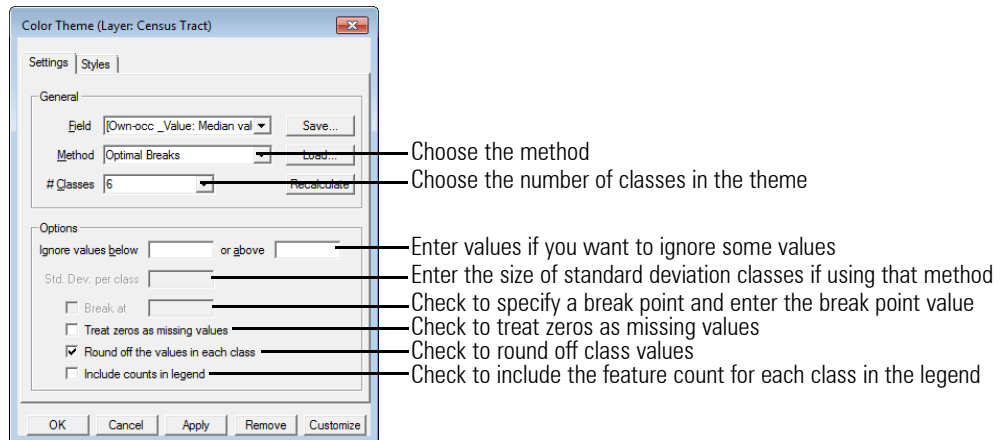 Color Theme (Layer: Census Tract)
Settings Styles
General
Field [Own-occ _Value: Median val Save...
Method Optimal Breaks Load... Choose the method
# Classes 6 Recalculate Choose the number of classes in the theme
Options
Ignore values below or above Enter values if you want to ignore some values
Std. Dev. per class Enter the size of standard deviation classes if using that method
Break at Check to specify a break point and enter the break point value
Treat zeros as missing values Check to treat zeros as missing values
Round off the values in each class Check to round off class values
Include counts in legend Check to include the feature count for each class in the legend
OK Cancel Apply Remove Customize